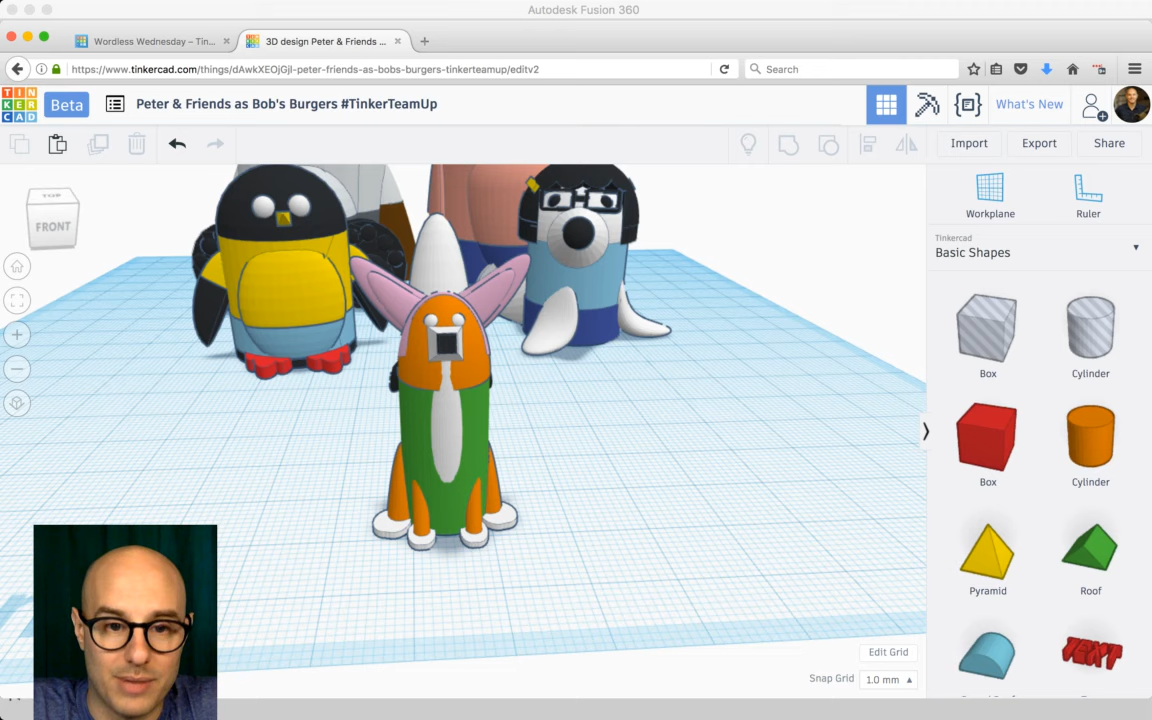 Autodesk Fusion 360
Wordless Wednesday – Tin...
3D design Peter & Friends ...
https://www.tinkercad.com/things/dAwkXEOjGjl-peter-friends-as-bobs-burgers-tinkerteamup/editv2
Search
TIN
KER
CAD
Beta
Peter & Friends as Bob's Burgers #TinkerTeamUp
What's New
Import
Export
Share
TOP
FRONT
Workplane
Ruler
Tinkercad
Basic Shapes
Box
Cylinder
Box
Cylinder
Pyramid
Roof
TEXT
Edit Grid
Snap Grid
1.0 mm